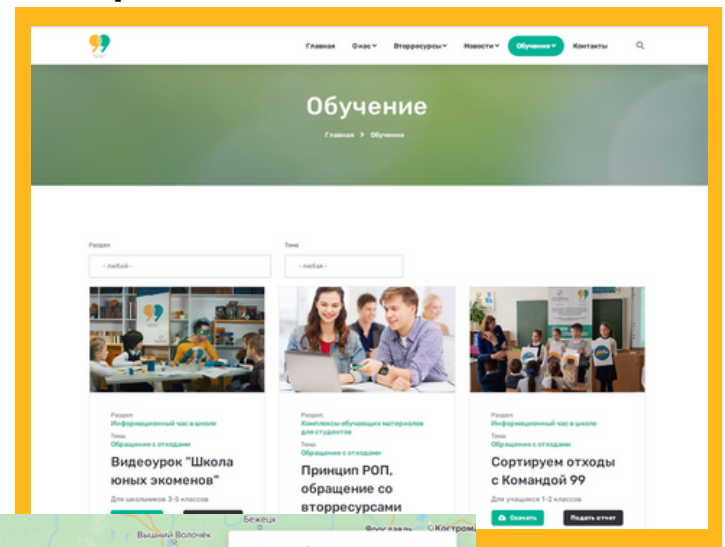 Главная О нас Вторресурсы Новости Обучение Контакты
Обучение
Главная > Обучение
Раздел Тема
- любой - - любая -
Раздел:
Информационный час в школе
Тема:
Обращение с отходами
Видеоурок "Школа
юных экоменов"
Для школьников 3-5 классов
Раздел:
Комплексы обучающих материалов
для студентов
Тема:
Обращение с отходами
Принцип РОП,
обращение со
вторресурсами
Раздел:
Информационный час в школе
Тема:
Обращение с отходами
Сортируем отходы
с Командой 99
Для учащихся 1-2 классов
Скачать Подать отчет
Бежецк
Вышний Волочёк
Ярославль